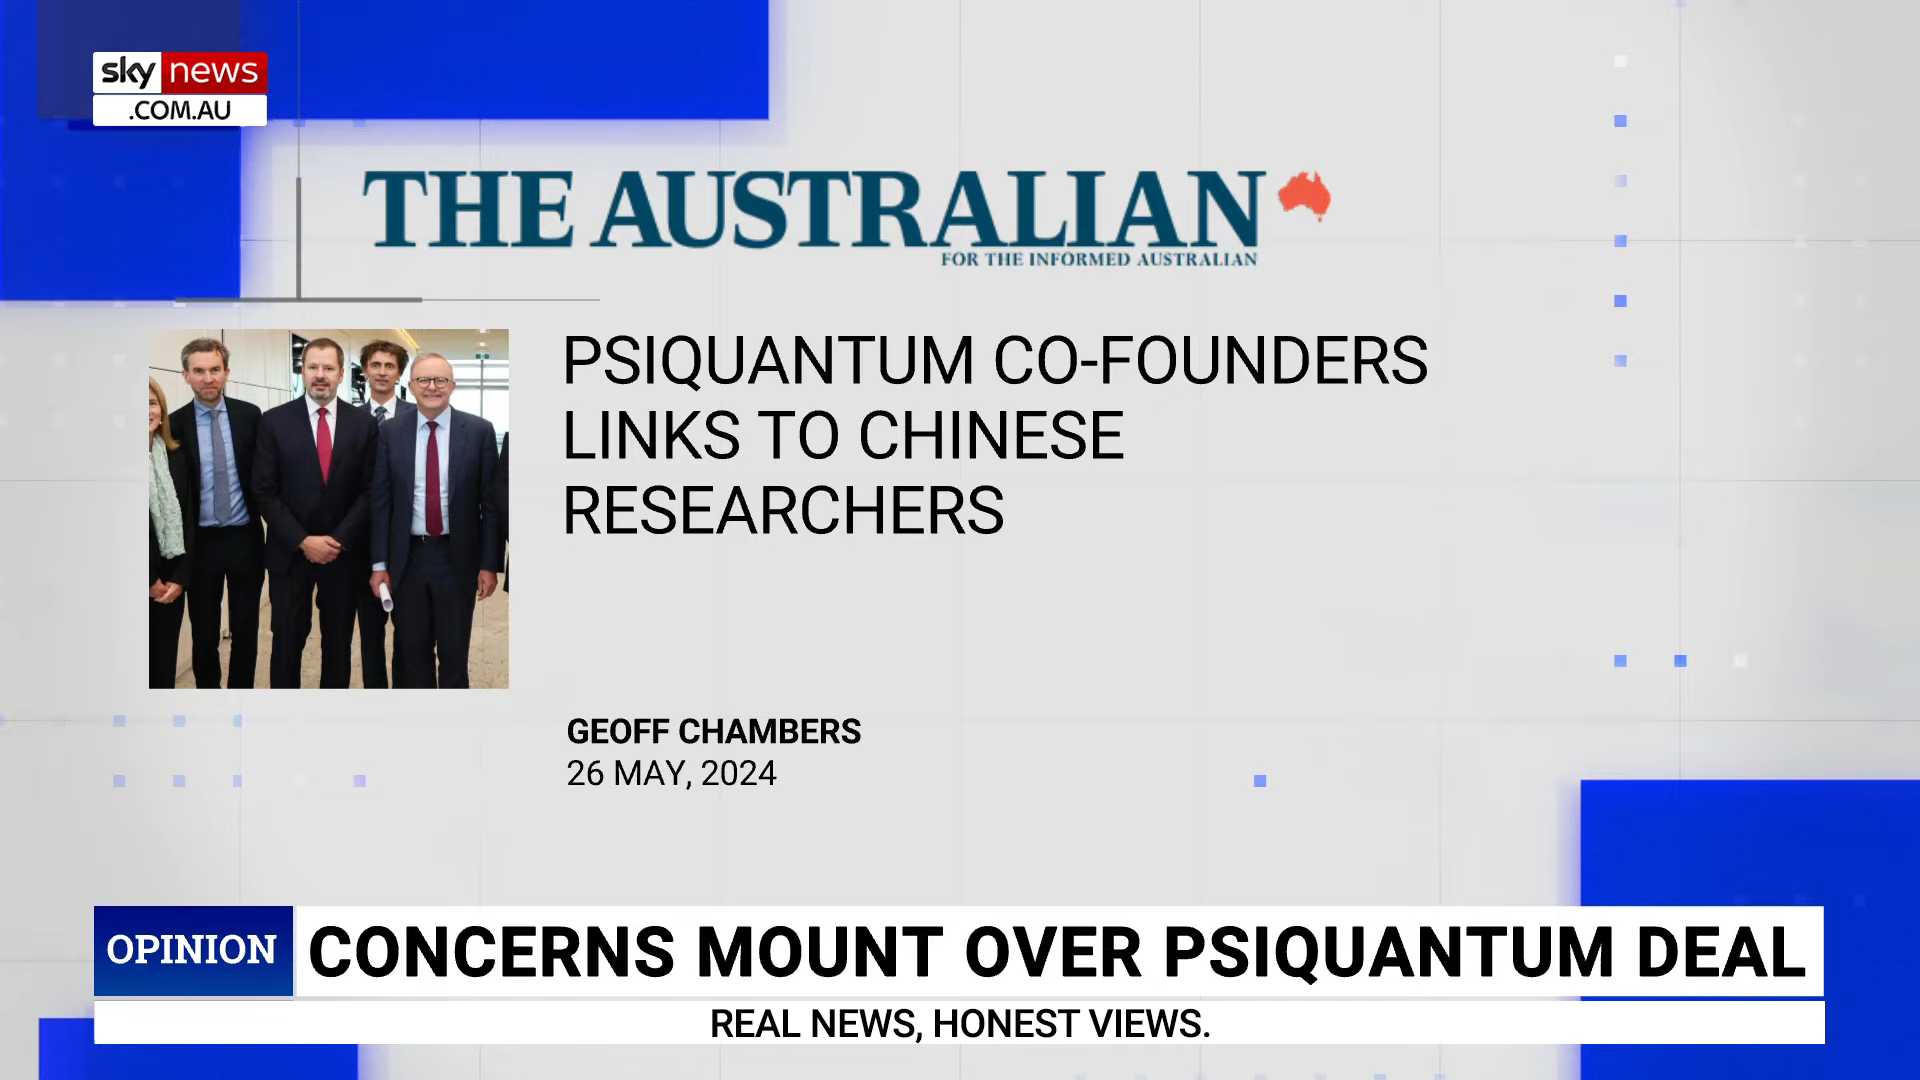 sky news
.COM.AU
THE AUSTRALIAN
FOR THE INFORMED AUSTRALIAN
PSIQUANTUM CO-FOUNDERS
LINKS TO CHINESE
RESEARCHERS
GEOFF CHAMBERS
26 MAY, 2024
OPINION CONCERNS MOUNT OVER PSIQUANTUM DEAL
REAL NEWS, HONEST VIEWS.